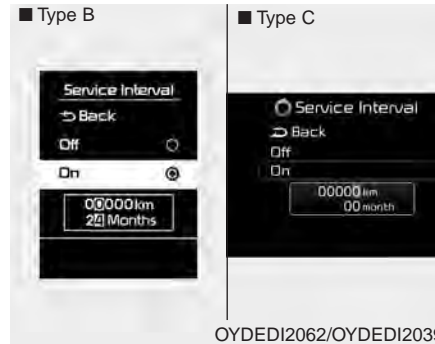 ■ Type B
Service Interval
Back
Off
On
00000km
24 Months
■ Type C
Service Interval
Back
Off
On
00000 km
00 month
OYDEDI2062/OYDEDI2039